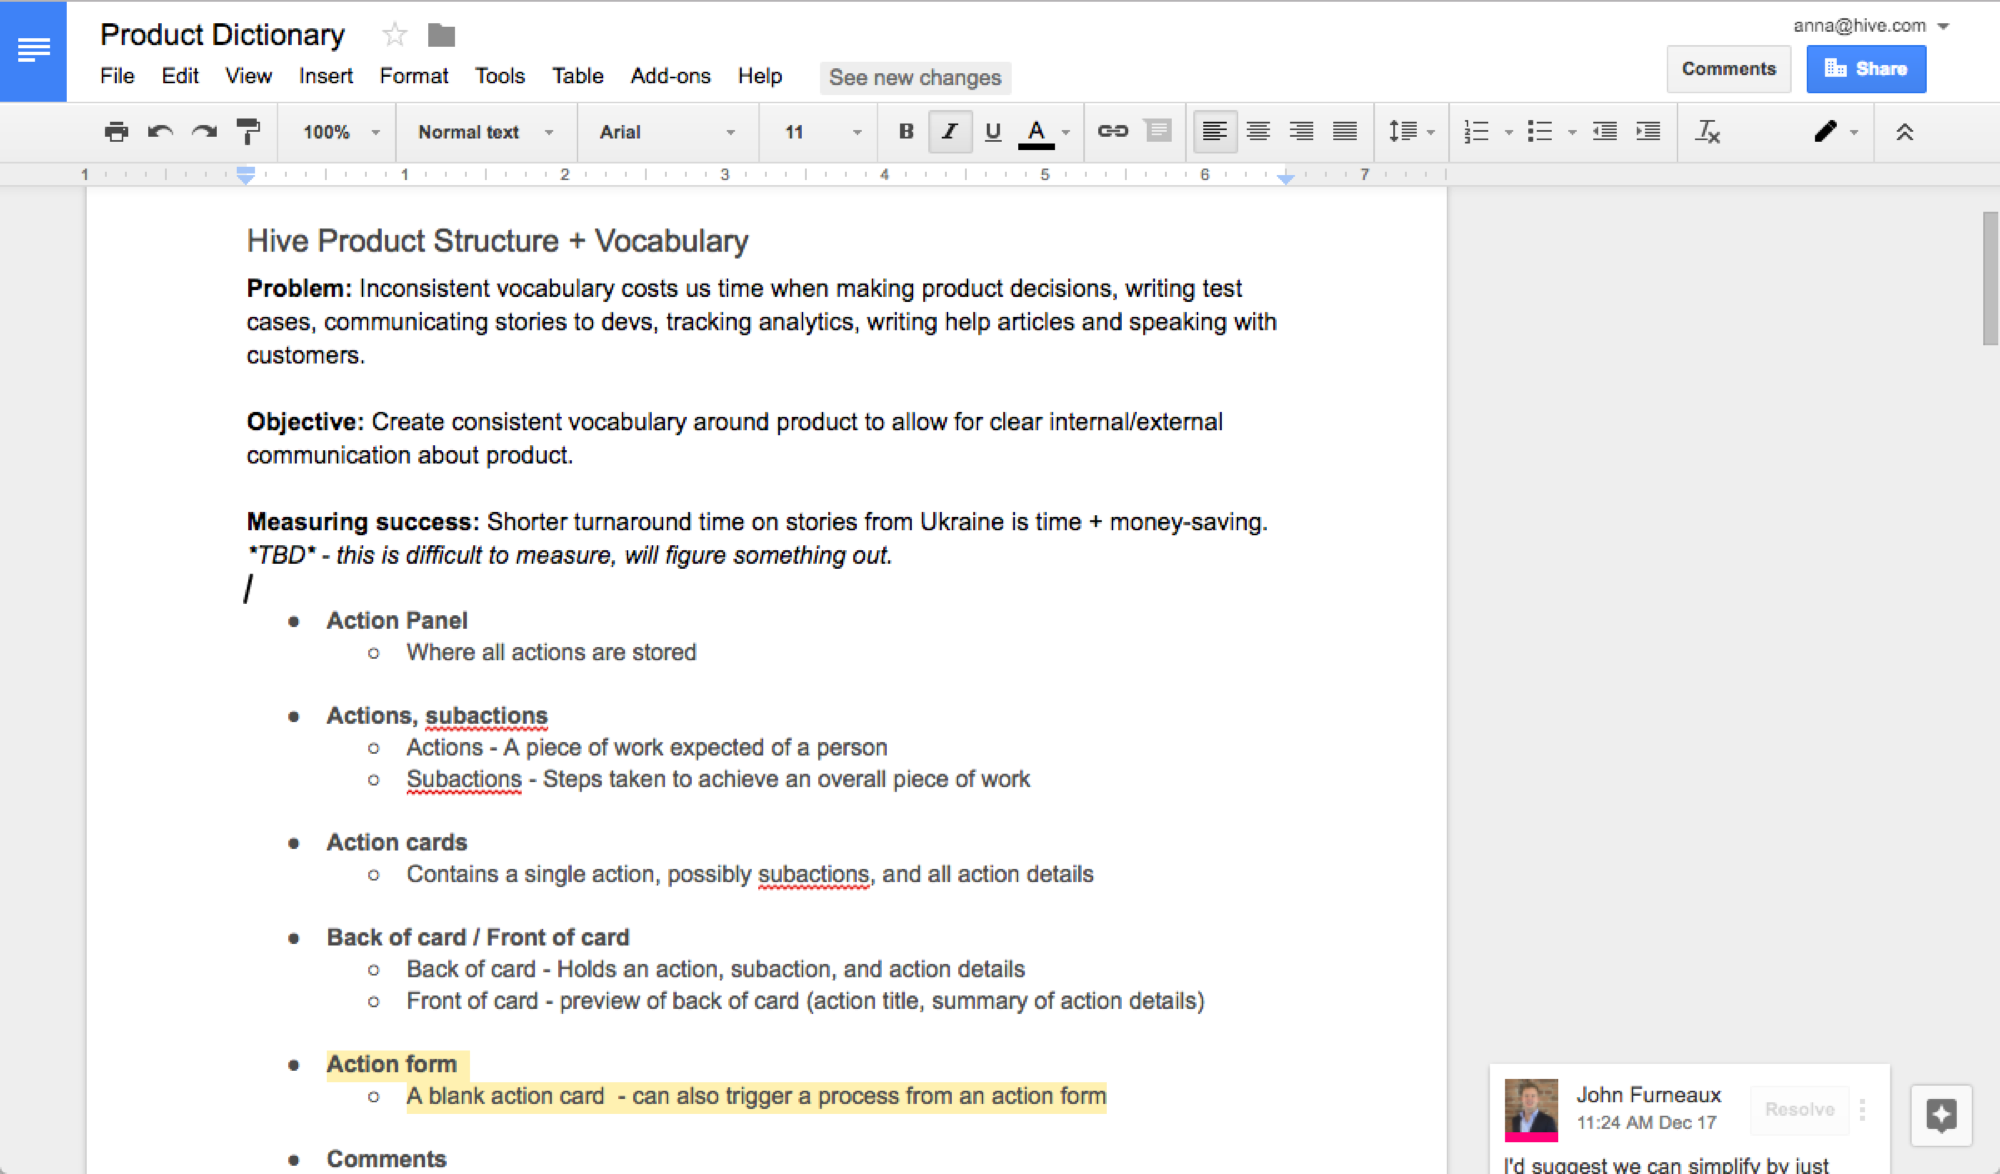 Product Dictionary
anna@hive.com
File Edit View Insert Format Tools Table Add-ons Help See new changes
Comments Share
100% Normal text Arial 11 B I U A
1 1 2 3 4 5 6 7
Hive Product Structure + Vocabulary
Problem: Inconsistent vocabulary costs us time when making product decisions, writing test
cases, communicating stories to devs, tracking analytics, writing help articles and speaking with
customers.
Objective: Create consistent vocabulary around product to allow for clear internal/external
communication about product.
Measuring success: Shorter turnaround time on stories from Ukraine is time + money-saving.
*TBD* - this is difficult to measure, will figure something out.
● Action Panel
○ Where all actions are stored
● Actions, subactions
○ Actions - A piece of work expected of a person
○ Subactions - Steps taken to achieve an overall piece of work
● Action cards
○ Contains a single action, possibly subactions, and all action details
● Back of card / Front of card
○ Back of card - Holds an action, subaction, and action details
○ Front of card - preview of back of card (action title, summary of action details)
● Action form
○ A blank action card - can also trigger a process from an action form
● Comments
John Furneaux
11:24 AM Dec 17
Resolve
I'd suggest we can simplify by just